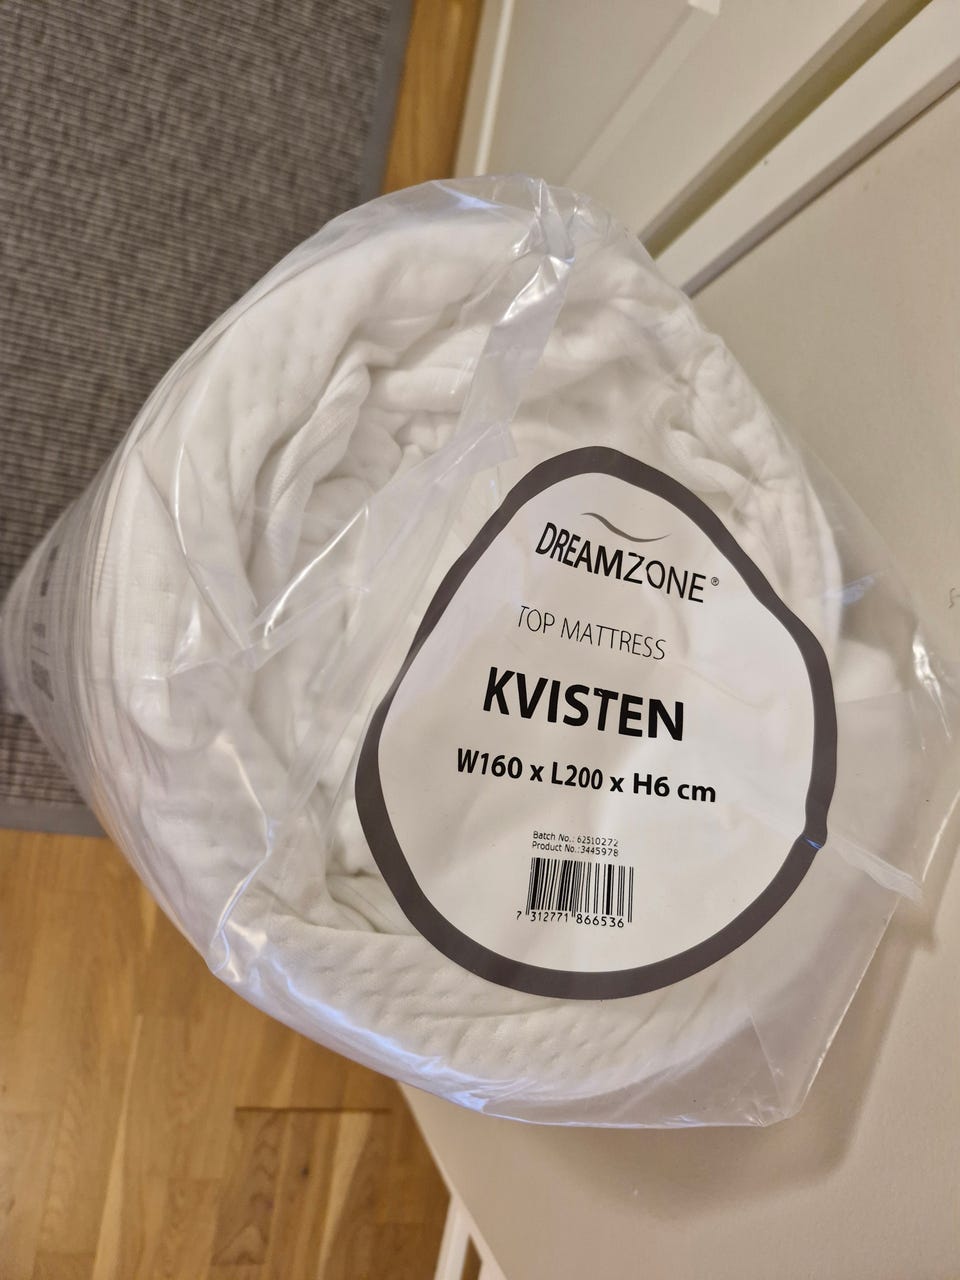 DREAMZONE®
TOP MATTRESS
KVISTEN
W160 x L200 x H6 cm
Batch No.: 62510272
Product No.:3445978
7 312771 866536